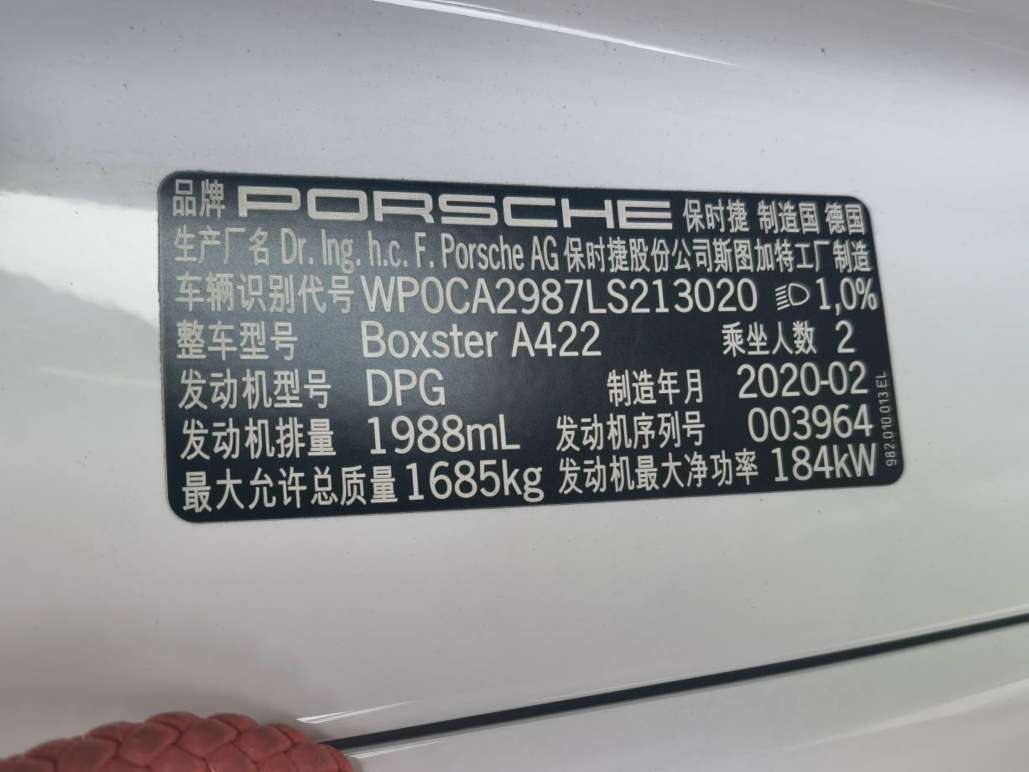 品牌 PORSCHE 保时捷 制造国 德国
生产厂名 Dr. Ing. h.c. F. Porsche AG 保时捷股份公司斯图加特工厂制造
车辆识别代号 WP0CA2987LS213020 1,0%
整车型号 Boxster A422 乘坐人数 2
发动机型号 DPG 制造年月 2020-02
发动机排量 1988mL 发动机序列号 003964
最大允许总质量 1685kg 发动机最大净功率 184kW
982.010.013 EL